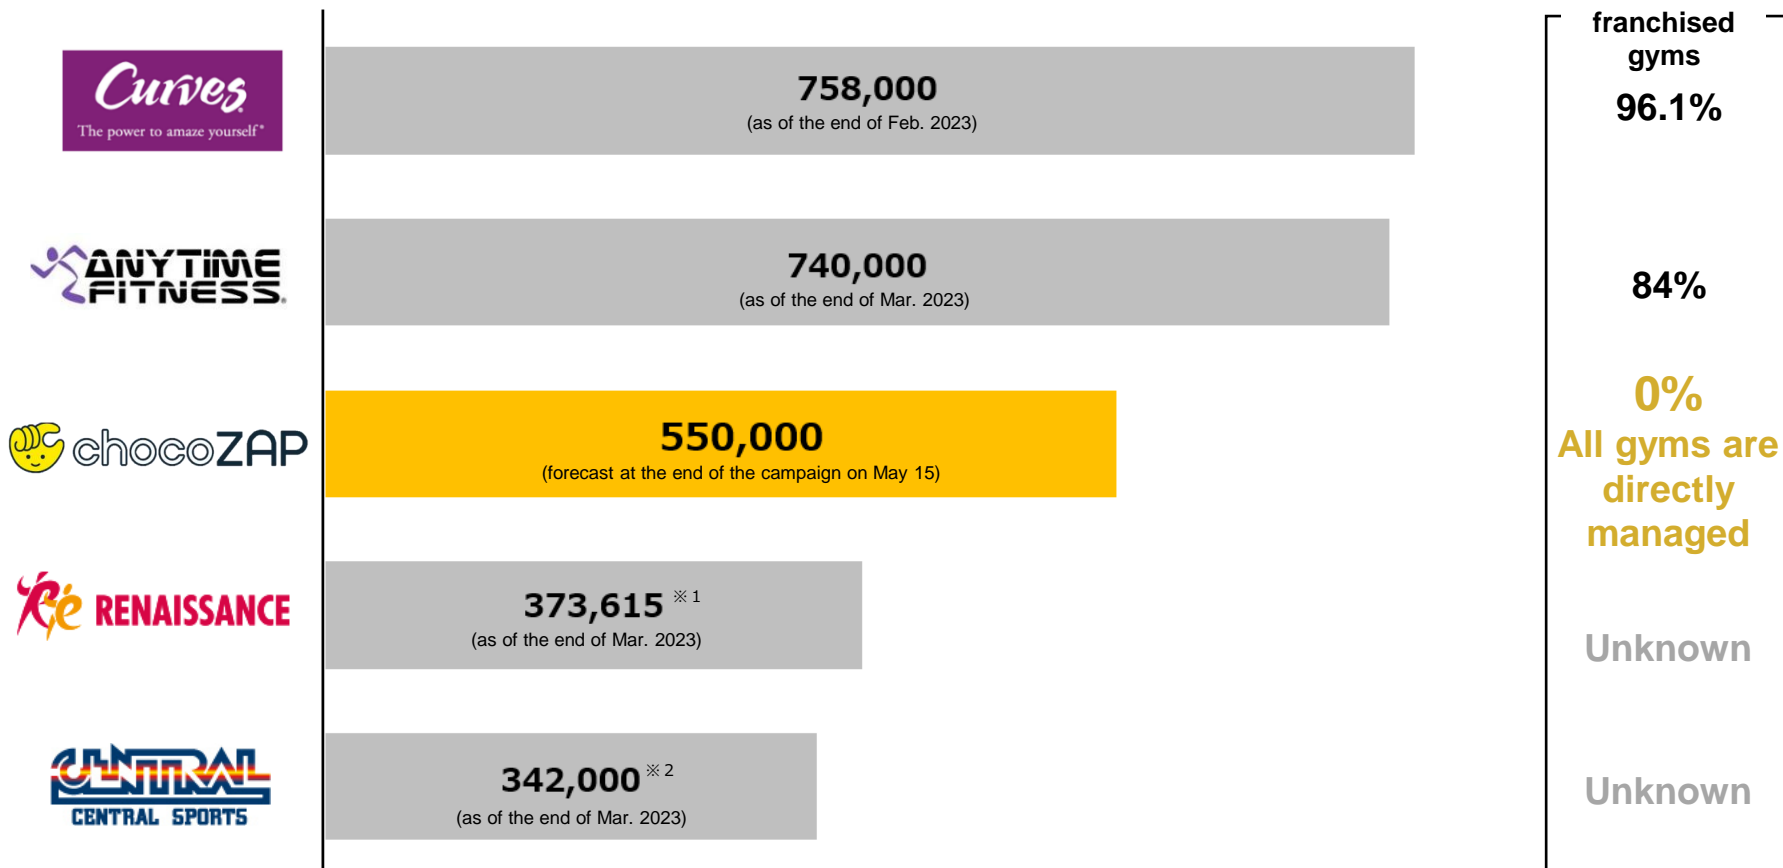 franchised
gyms
Curves
The power to amaze yourself®
758,000
(as of the end of Feb. 2023)
96.1%
ANYTIME
FITNESS®
740,000
(as of the end of Mar. 2023)
84%
chocoZAP
550,000
(forecast at the end of the campaign on May 15)
0%
All gyms are
directly
managed
RENAISSANCE
373,615 ※1
(as of the end of Mar. 2023)
Unknown
CENTRAL
CENTRAL SPORTS
342,000 ※2
(as of the end of Mar. 2023)
Unknown